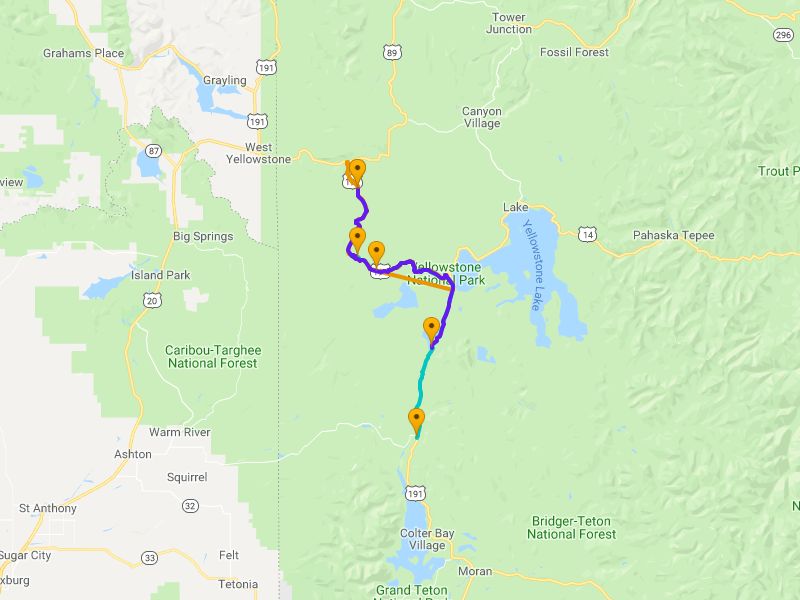 Tower
Junction
296
Grahams Place
89
Fossil Forest
191
Grayling
Canyon
Village
191
West
Yellowstone
87
Trout P
view
Lake
Big Springs
14
Pahaska Tepee
Yellowstone Lake
Yellowstone
National Park
Island Park
20
Caribou-Targhee
National Forest
Warm River
Ashton
Squirrel
191
St Anthony
32
Bridger-Teton
National Forest
Colter Bay
Village
Sugar City
33
Felt
Moran
xburg
Tetonia
Grand Teton